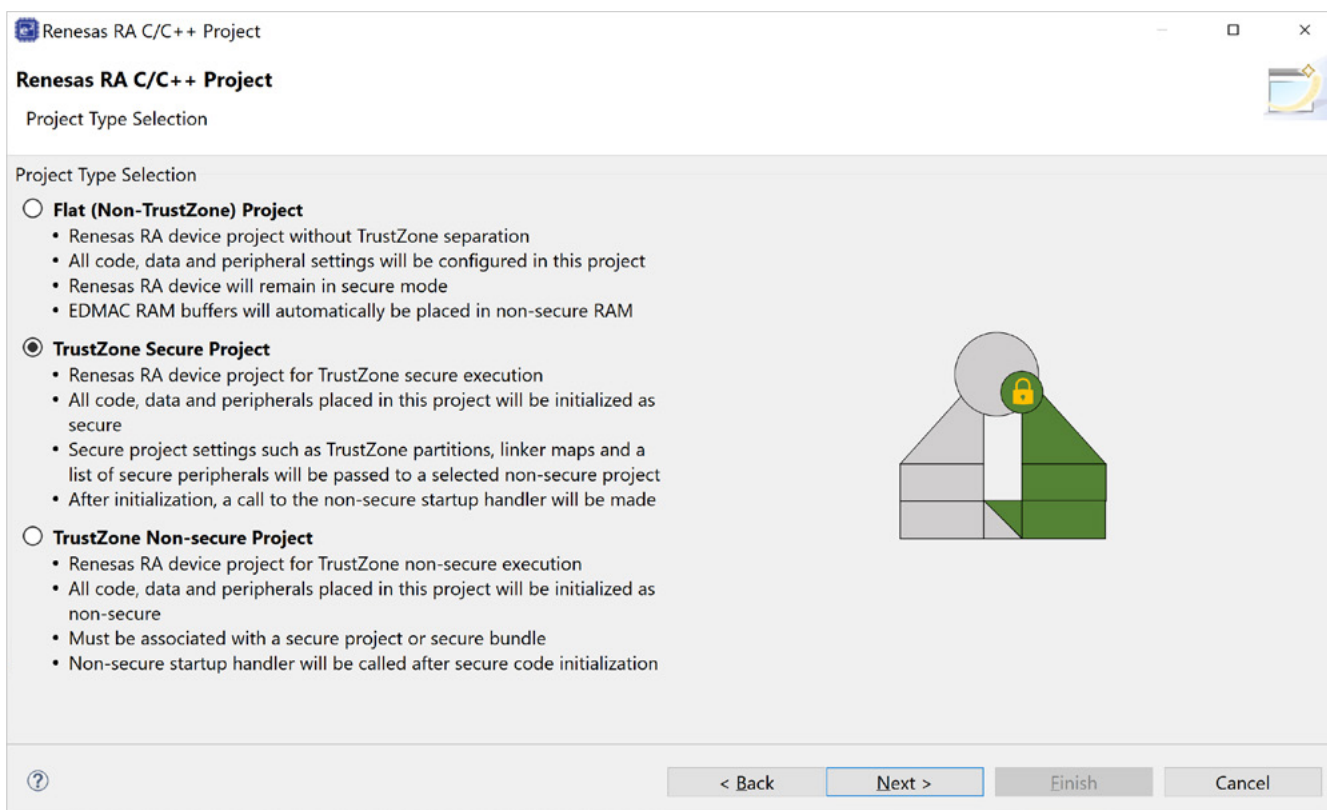 Renesas RA C/C++ Project
Renesas RA C/C++ Project
Project Type Selection
Project Type Selection
Flat (Non-TrustZone) Project
• Renesas RA device project without TrustZone separation
• All code, data and peripheral settings will be configured in this project
• Renesas RA device will remain in secure mode
• EDMAC RAM buffers will automatically be placed in non-secure RAM
TrustZone Secure Project
• Renesas RA device project for TrustZone secure execution
• All code, data and peripherals placed in this project will be initialized as
secure
• Secure project settings such as TrustZone partitions, linker maps and a
list of secure peripherals will be passed to a selected non-secure project
• After initialization, a call to the non-secure startup handler will be made
TrustZone Non-secure Project
• Renesas RA device project for TrustZone non-secure execution
• All code, data and peripherals placed in this project will be initialized as
non-secure
• Must be associated with a secure project or secure bundle
• Non-secure startup handler will be called after secure code initialization
? < Back Next > Finish Cancel